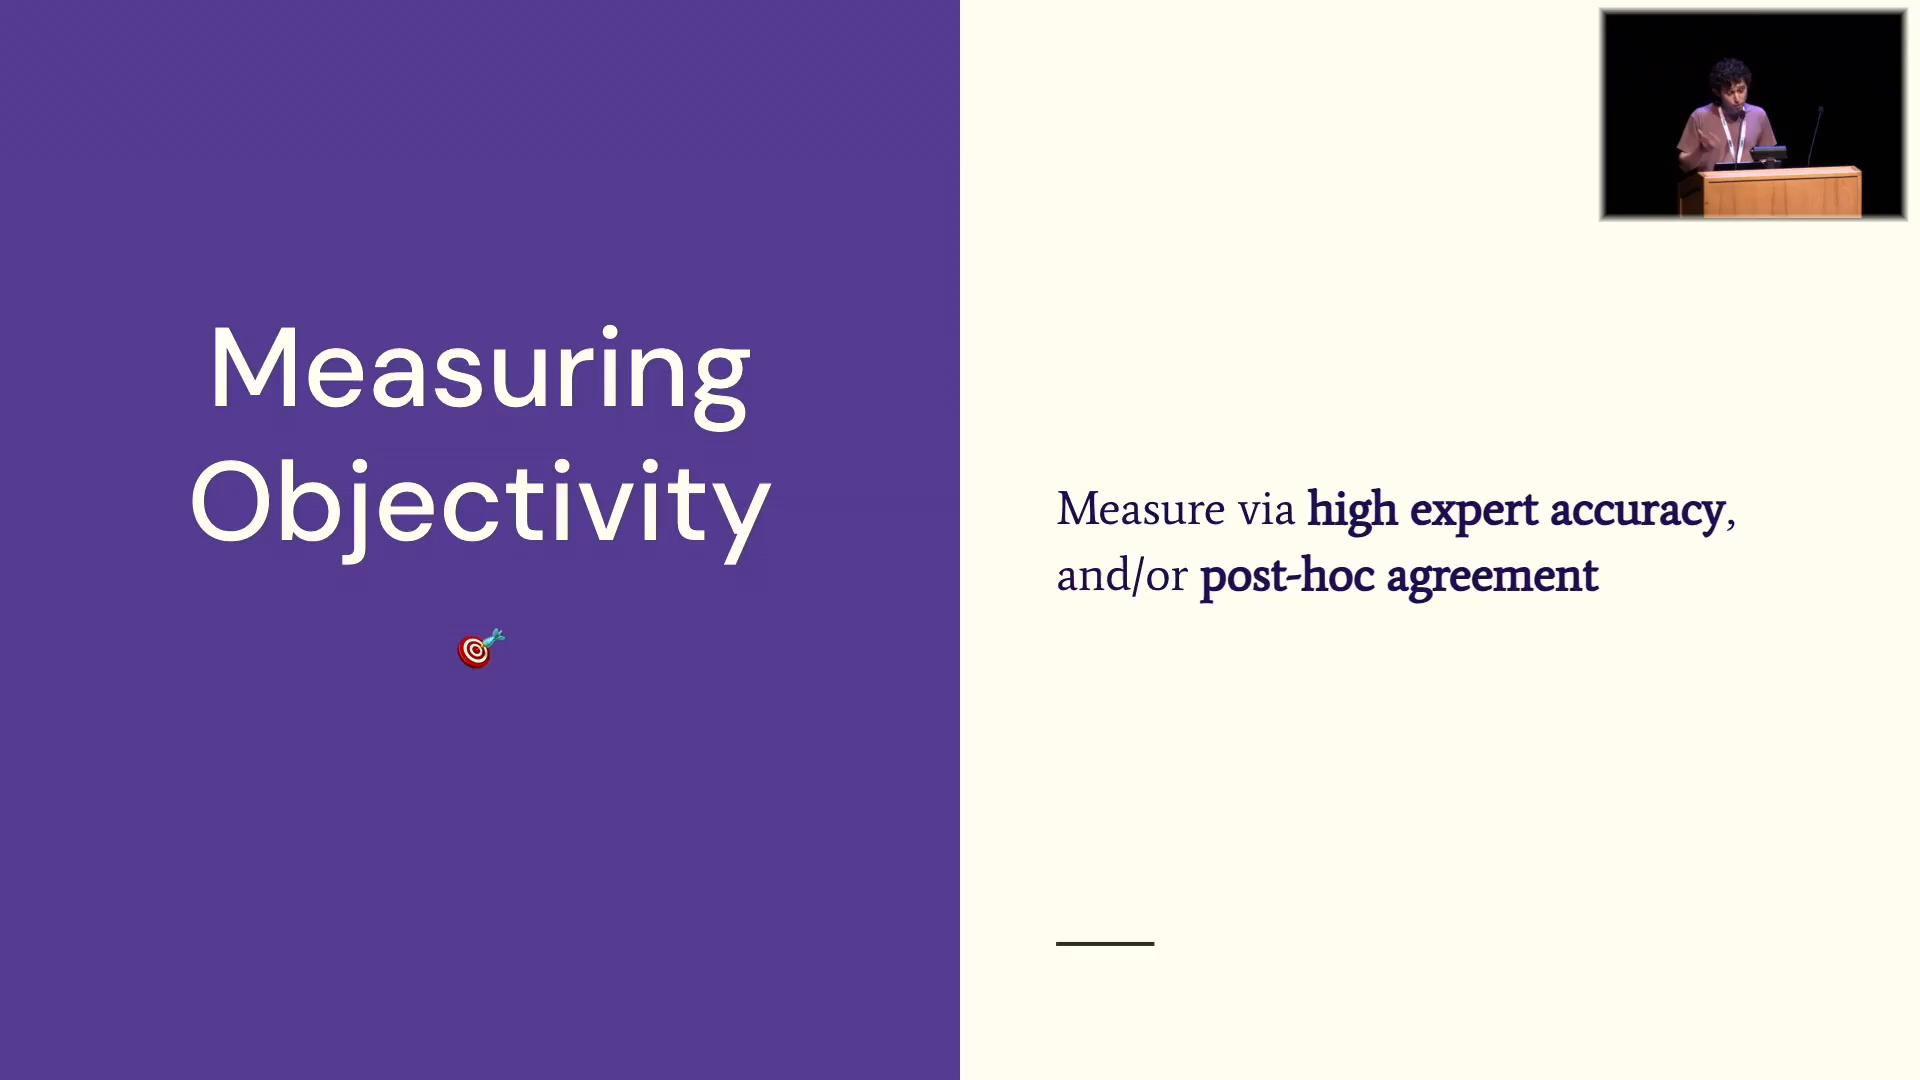 Measuring
Objectivity
Measure via high expert accuracy,
and/or post-hoc agreement